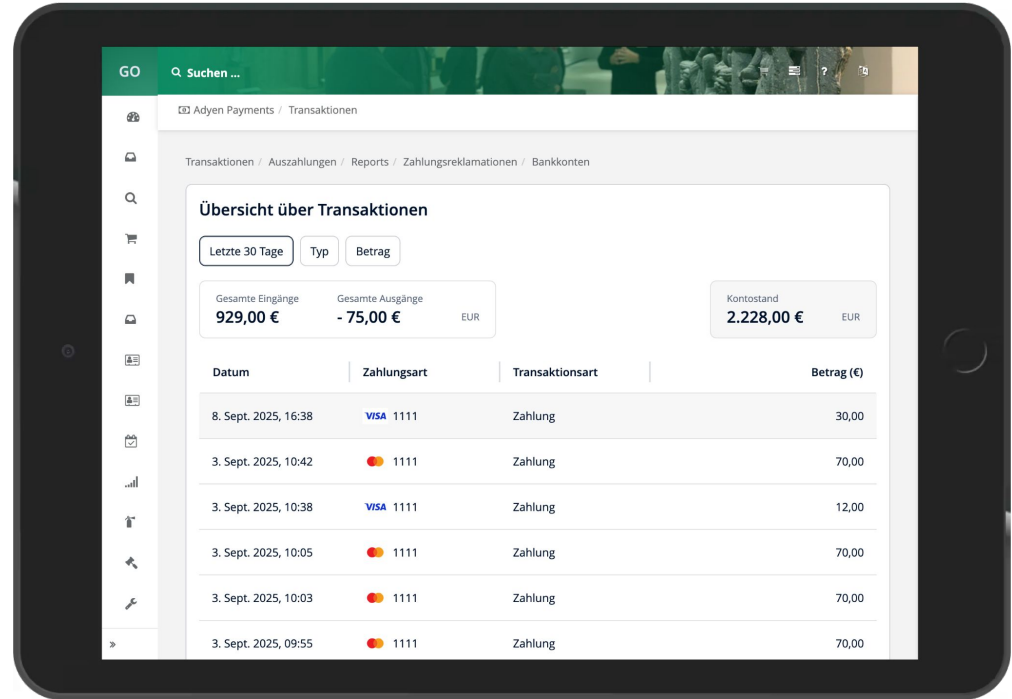 GO
Suchen ...
?
Adyen Payments / Transaktionen
Transaktionen / Auszahlungen / Reports / Zahlungsreklamationen / Bankkonten
Übersicht über Transaktionen
Letzte 30 Tage Typ Betrag
Gesamte Eingänge Gesamte Ausgänge Kontostand
929,00 € - 75,00 € EUR 2.228,00 € EUR
Datum Zahlungsart Transaktionsart Betrag (€)
8. Sept. 2025, 16:38 VISA 1111 Zahlung 30,00
3. Sept. 2025, 10:42 1111 Zahlung 70,00
3. Sept. 2025, 10:38 VISA 1111 Zahlung 12,00
3. Sept. 2025, 10:05 1111 Zahlung 70,00
3. Sept. 2025, 10:03 1111 Zahlung 70,00
3. Sept. 2025, 09:55 1111 Zahlung 70,00
»